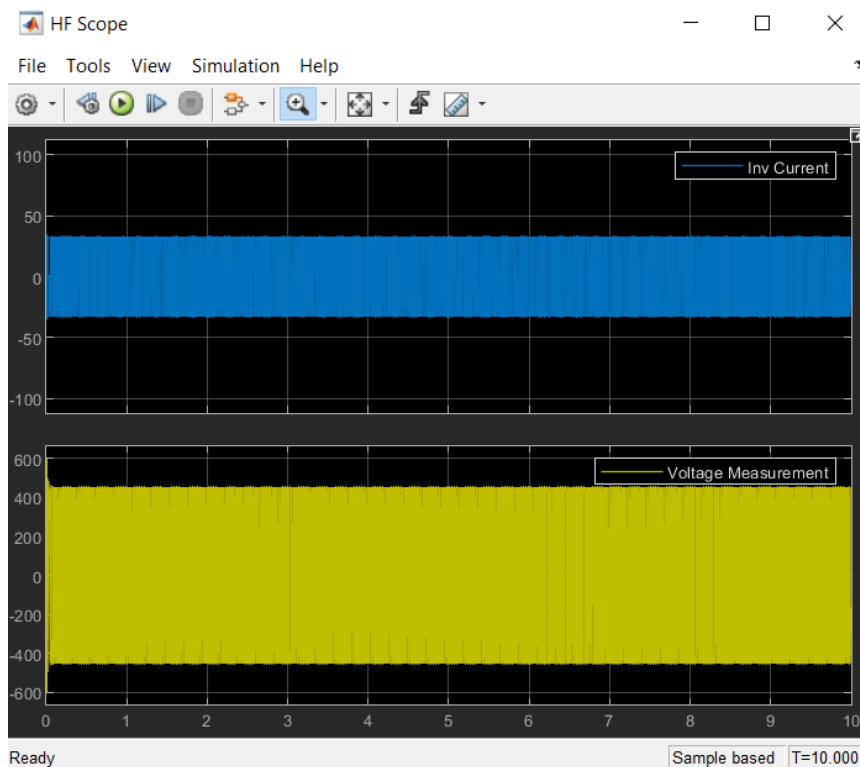 HF Scope
File Tools View Simulation Help
100
Inv Current
50
0
-50
-100
600
Voltage Measurement
400
200
0
-200
-400
-600
0 1 2 3 4 5 6 7 8 9 10
Ready Sample based T=10.000